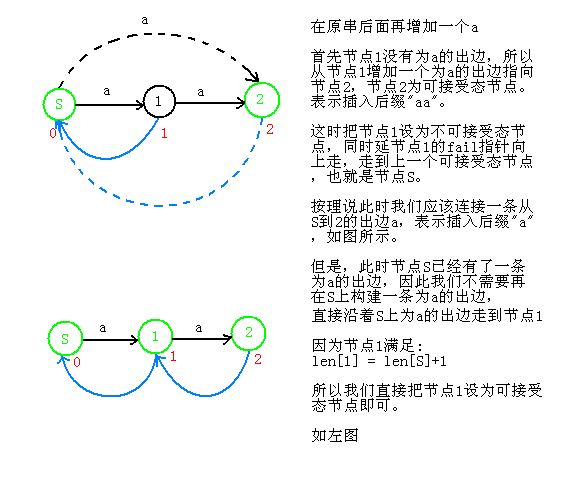 在原串后面再增加一个a
首先节点1没有为a的出边，所以
从节点1增加一个为a的出边指向
节点2，节点2为可接受态节点。
表示插入后缀"aa"。
这时把节点1设为不可接受态节
点，同时延节点1的fail指针向
上走，走到上一个可接受态节点
，也就是节点S。
按理说此时我们应该连接一条从
S到2的出边a，表示插入后缀"a"
，如图所示。
但是，此时节点S已经有了一条
为a的出边，因此我们不需要再
在S上构建一条为a的出边，
直接沿着S上为a的出边走到节点1
因为节点1满足：
len[1] = len[S]+1
所以我们直接把节点1设为可接受
态节点即可。
如左图
a
S a 1 a 2
0 1 2
S a 1 a 2
0 1 2